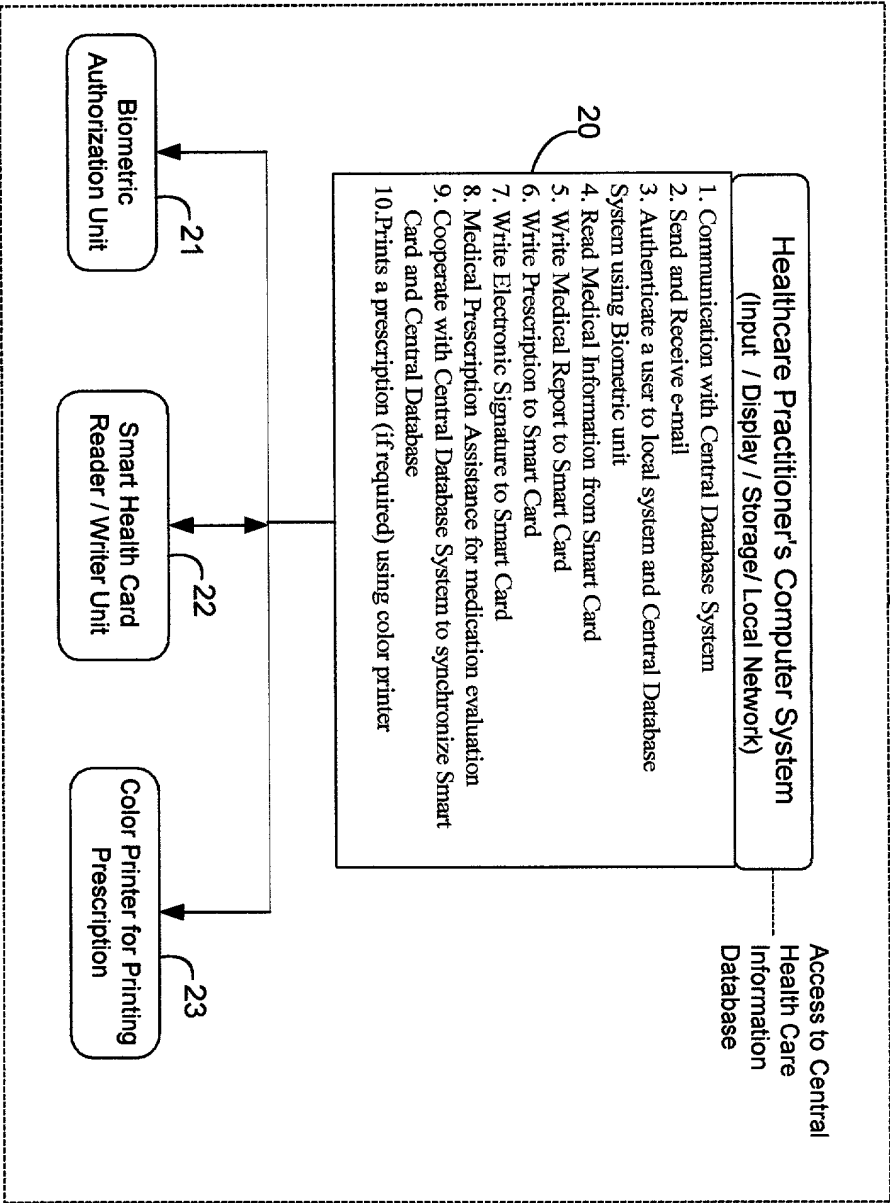 Healthcare Practitioner's Computer System
(Input / Display / Storage/ Local Network)
Access to Central
Health Care
Information
Database
20
1. Communication with Central Database System
2. Send and Receive e-mail
3. Authenticate a user to local system and Central Database
System using Biometric unit
4. Read Medical Information from Smart Card
5. Write Medical Report to Smart Card
6. Write Prescription to Smart Card
7. Write Electronic Signature to Smart Card
8. Medical Prescription Assistance for medication evaluation
9. Cooperate with Central Database System to synchronize Smart
Card and Central Database
10.Prints a prescription (if required) using color printer
21
Biometric
Authorization Unit
22
Smart Health Card
Reader / Writer Unit
23
Color Printer for Printing
Prescription